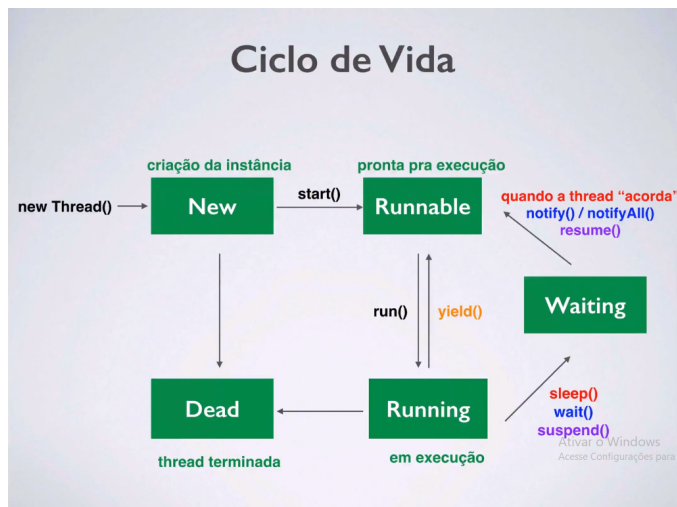 Ciclo de Vida
criação da instância
pronta pra execução
new Thread()
New
start()
Runnable
quando a thread “acorda”
notify() / notifyAll()
resume()
run()
yield()
Waiting
Dead
Running
sleep()
wait()
suspend()
thread terminada
em execução
Ativar o Windows
Acesse Configurações para